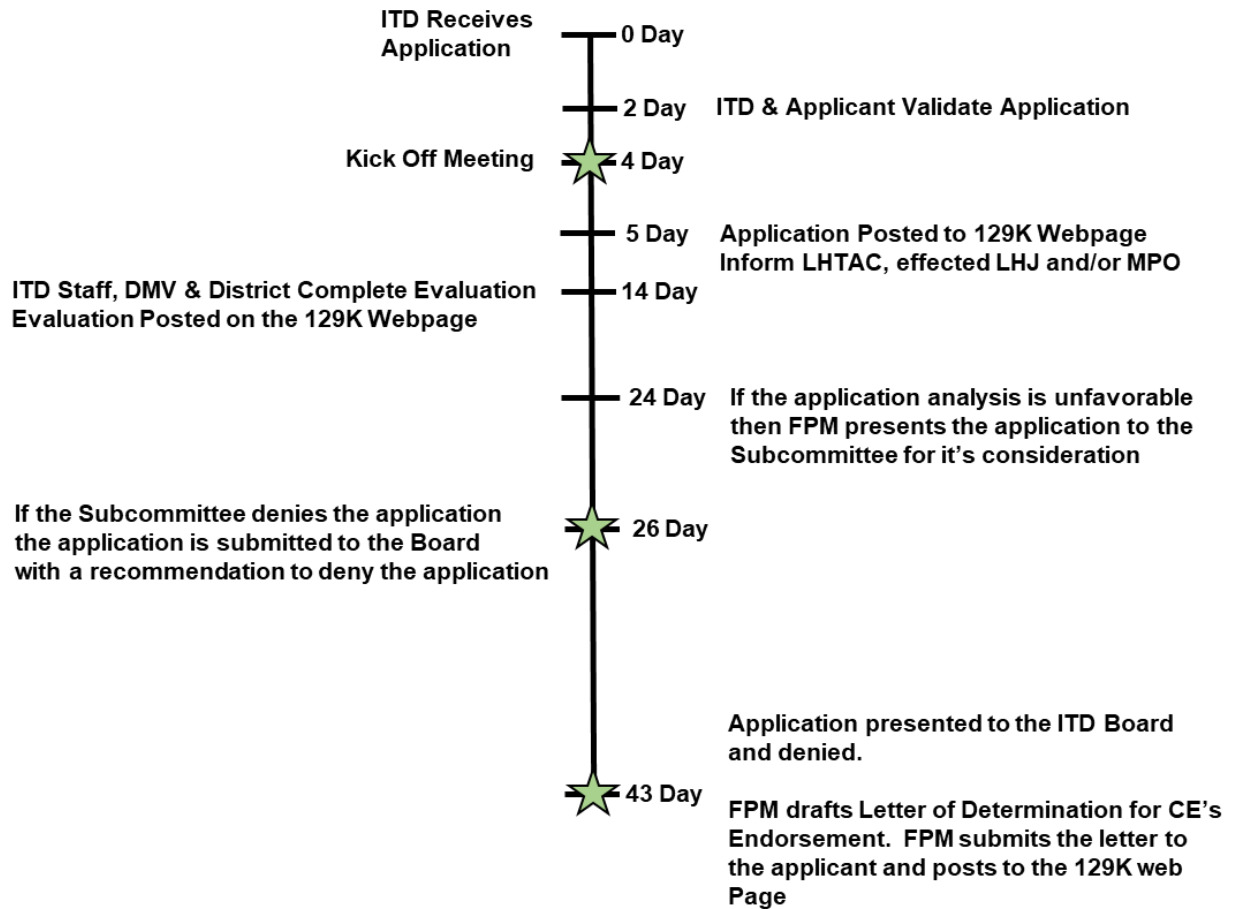 ITD Receives
Application
0 Day
2 Day
ITD & Applicant Validate Application
Kick Off Meeting
4 Day
5 Day
Application Posted to 129K Webpage
Inform LHTAC, effected LHJ and/or MPO
ITD Staff, DMV & District Complete Evaluation
Evaluation Posted on the 129K Webpage
14 Day
24 Day
If the application analysis is unfavorable
then FPM presents the application to the
Subcommittee for it's consideration
If the Subcommittee denies the application
the application is submitted to the Board
with a recommendation to deny the application
26 Day
Application presented to the ITD Board
and denied.
43 Day
FPM drafts Letter of Determination for CE's
Endorsement.  FPM submits the letter to
the applicant and posts to the 129K web
Page